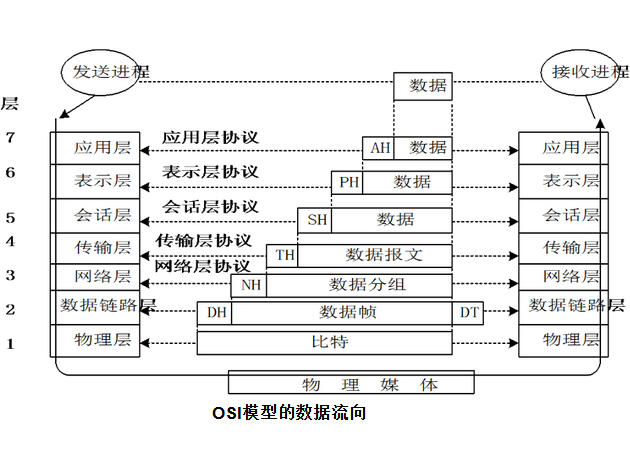 发送进程 数据 接收进程
层
7 应用层 应用层协议 AH 数据 应用层
6 表示层 表示层协议 PH 数据 表示层
5 会话层 会话层协议 SH 数据 会话层
4 传输层 传输层协议 TH 数据报文 传输层
3 网络层 网络层协议 NH 数据分组 网络层
2 数据链路层 DH 数据帧 DT 数据链路层
1 物理层 比特 物理层
物理媒体
OSI模型的数据流向